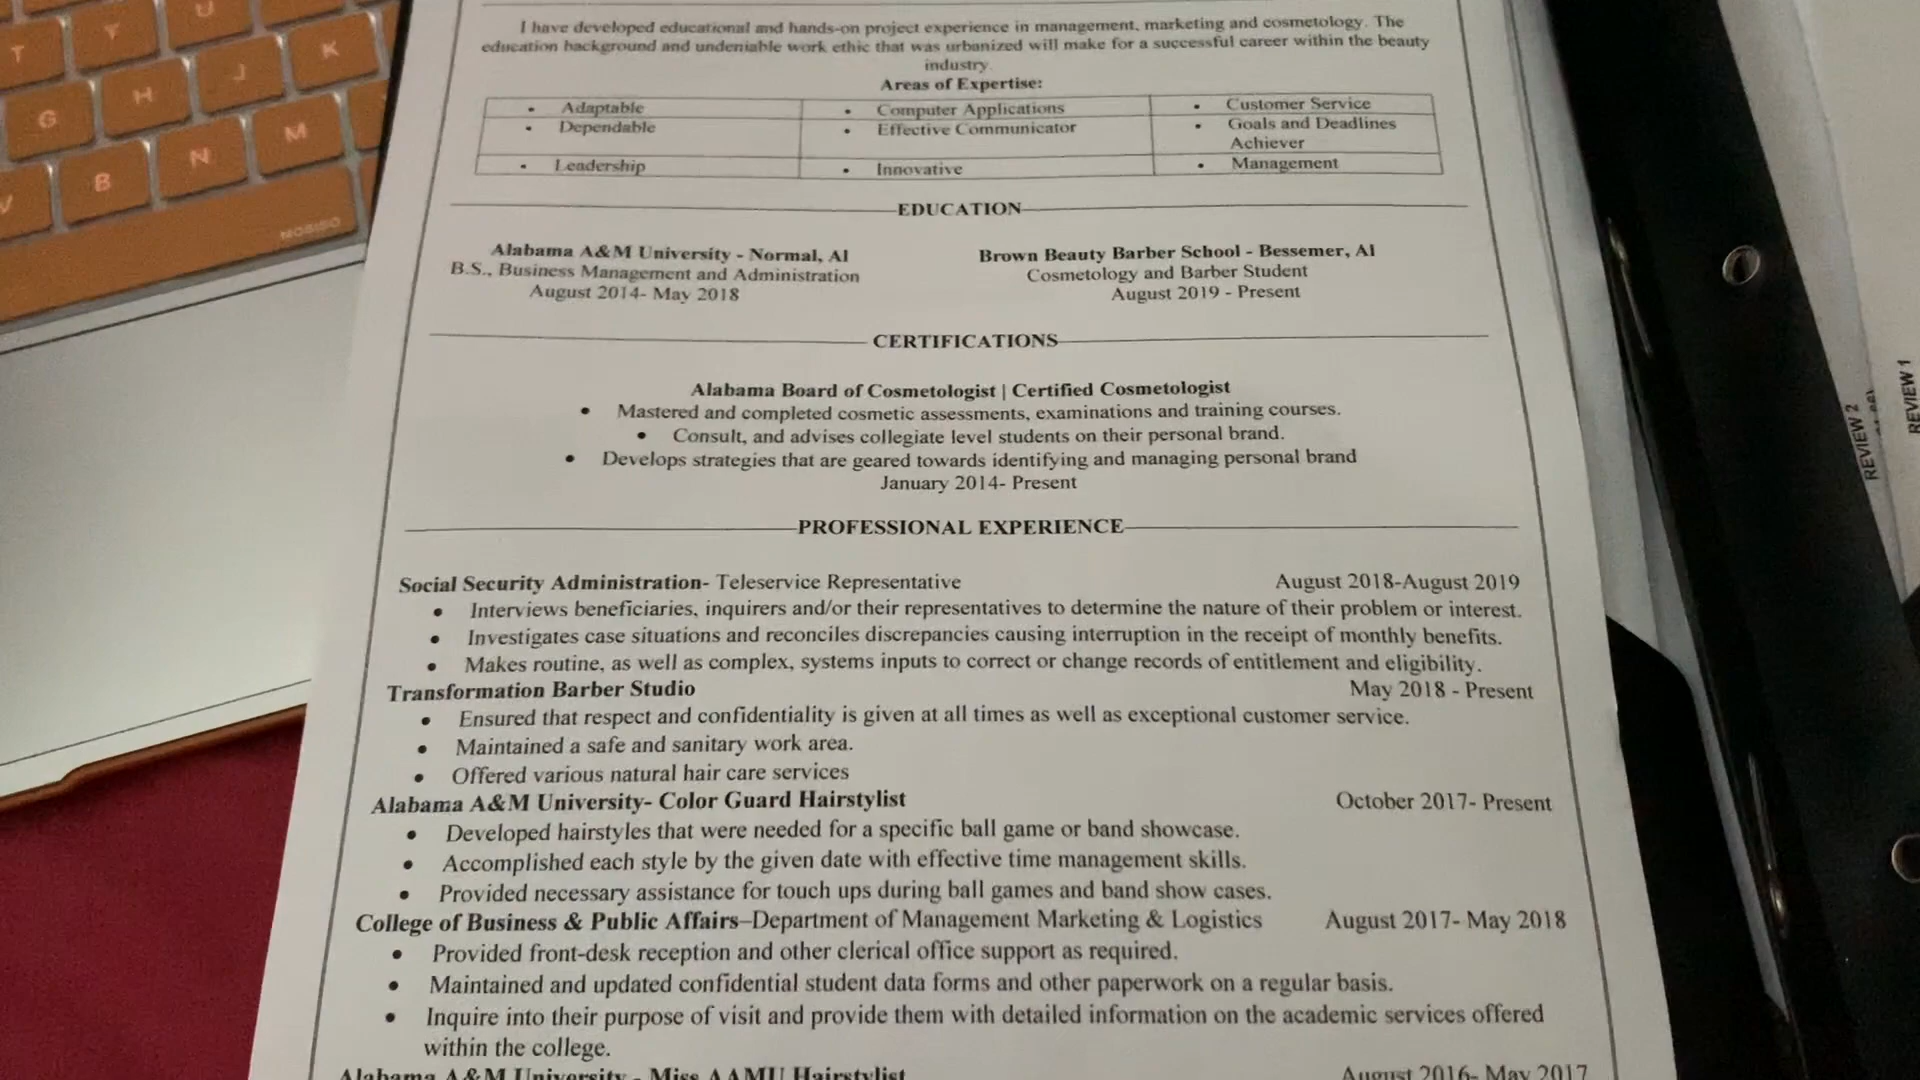 I have developed educational and hands-on project experience in management, marketing and cosmetology. The
education background and undeniable work ethic that was urbanized will make for a successful career within the beauty
industry.
Areas of Expertise:
• Adaptable • Computer Applications • Customer Service
• Dependable • Effective Communicator • Goals and Deadlines
Achiever
• Leadership • Innovative • Management
EDUCATION
Alabama A&M University - Normal, Al
B.S., Business Management and Administration
August 2014- May 2018
Brown Beauty Barber School - Bessemer, Al
Cosmetology and Barber Student
August 2019 - Present
CERTIFICATIONS
Alabama Board of Cosmetologist | Certified Cosmetologist
• Mastered and completed cosmetic assessments, examinations and training courses.
• Consult, and advises collegiate level students on their personal brand.
• Develops strategies that are geared towards identifying and managing personal brand
January 2014- Present
PROFESSIONAL EXPERIENCE
Social Security Administration- Teleservice Representative August 2018-August 2019
• Interviews beneficiaries, inquirers and/or their representatives to determine the nature of their problem or interest.
• Investigates case situations and reconciles discrepancies causing interruption in the receipt of monthly benefits.
• Makes routine, as well as complex, systems inputs to correct or change records of entitlement and eligibility.
Transformation Barber Studio May 2018 - Present
• Ensured that respect and confidentiality is given at all times as well as exceptional customer service.
• Maintained a safe and sanitary work area.
• Offered various natural hair care services
Alabama A&M University- Color Guard Hairstylist October 2017- Present
• Developed hairstyles that were needed for a specific ball game or band showcase.
• Accomplished each style by the given date with effective time management skills.
• Provided necessary assistance for touch ups during ball games and band show cases.
College of Business & Public Affairs–Department of Management Marketing & Logistics August 2017- May 2018
• Provided front-desk reception and other clerical office support as required.
• Maintained and updated confidential student data forms and other paperwork on a regular basis.
• Inquire into their purpose of visit and provide them with detailed information on the academic services offered
within the college.
Alabama A&M University - Miss AAMU Hairstylist August 2016- May 2017
T Y U
G H J K
V B N M
MOSISO
REVIEW 2
REVIEW 1